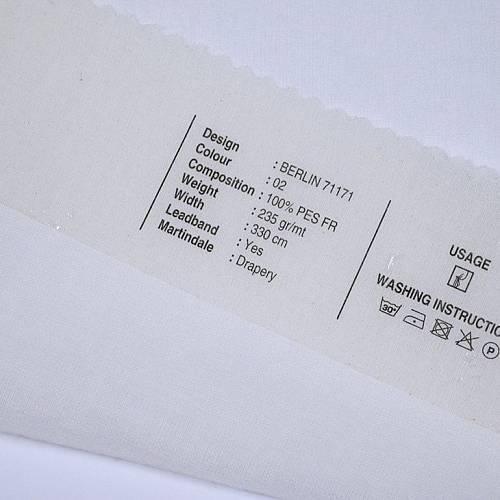 Design : BERLIN 71171
Colour : 02
Composition : 100% PES FR
Weight : 235 gr/mt
Width : 330 cm
Leadband : Yes
Martindale : Drapery
USAGE
WASHING INSTRUCTIO
30°
P